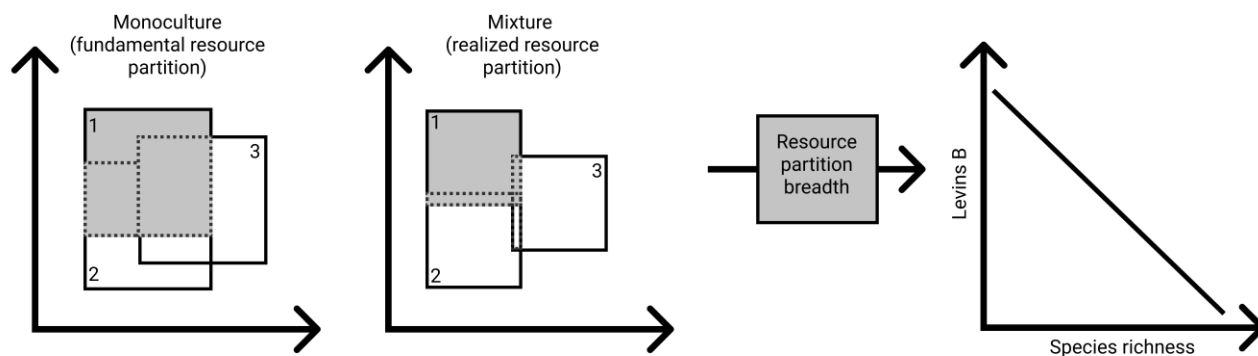 Monoculture
(fundamental resource
partition)
1
3
2
Mixture
(realized resource
partition)
1
3
2
Resource
partition
breadth
Levins B
Species richness